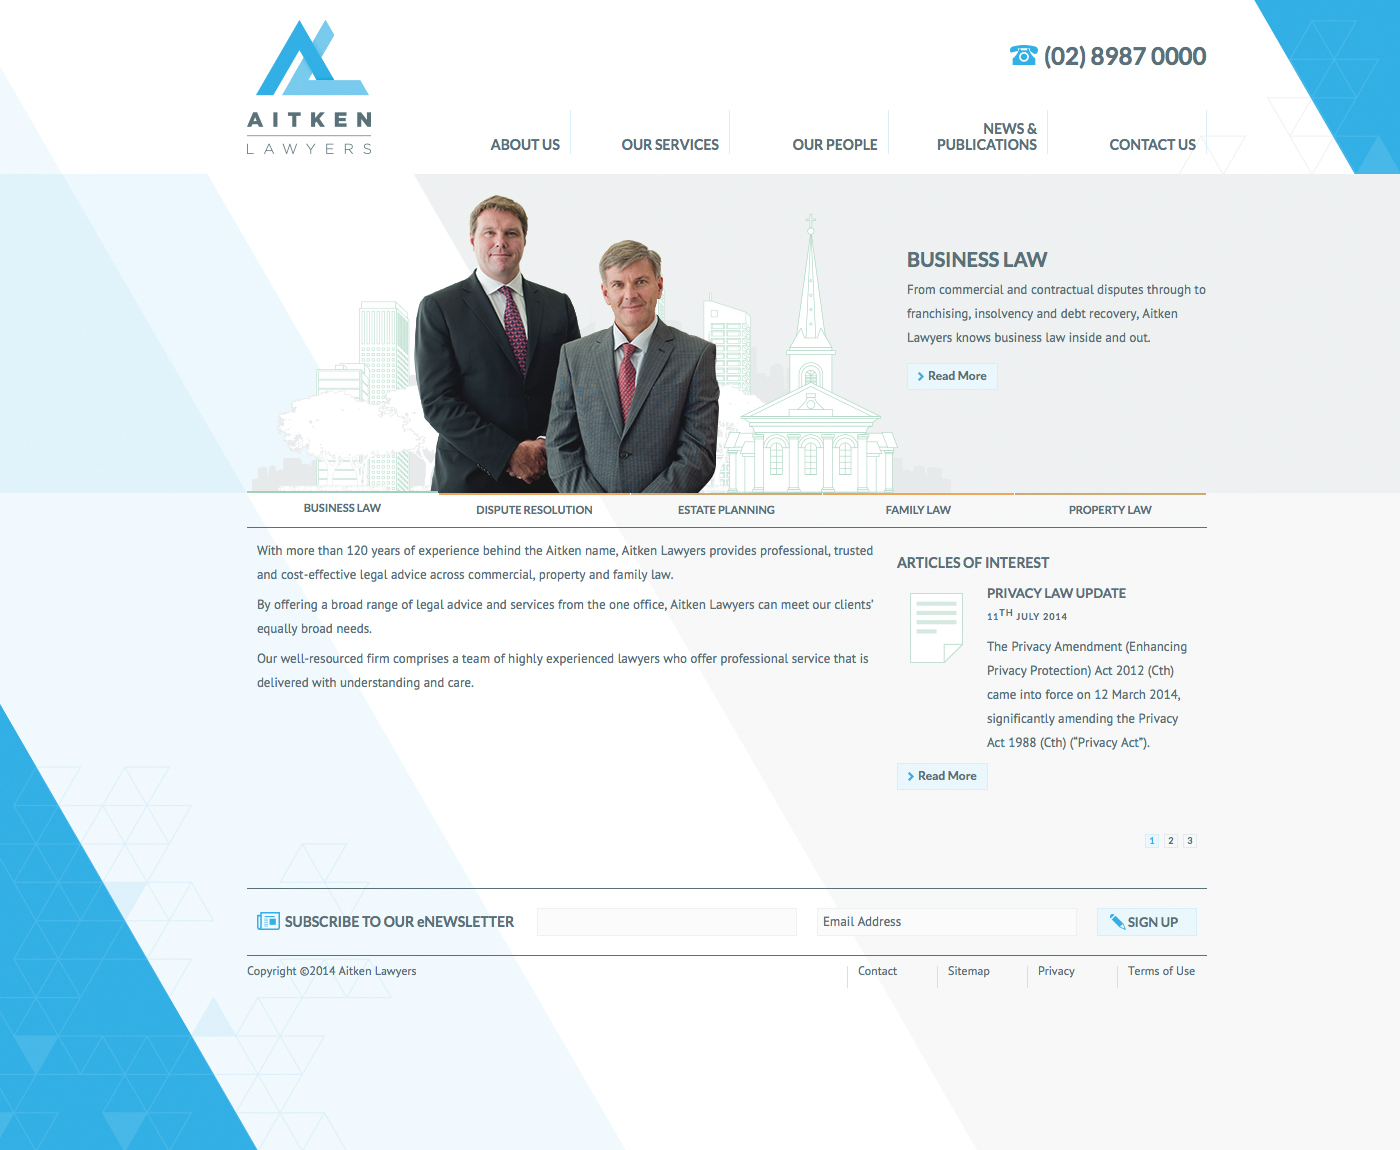 AITKEN
LAWYERS
(02) 8987 0000
ABOUT US
OUR SERVICES
OUR PEOPLE
NEWS &
PUBLICATIONS
CONTACT US
BUSINESS LAW
From commercial and contractual disputes through to
franchising, insolvency and debt recovery, Aitken
Lawyers knows business law inside and out.
Read More
BUSINESS LAW
DISPUTE RESOLUTION
ESTATE PLANNING
FAMILY LAW
PROPERTY LAW
With more than 120 years of experience behind the Aitken name, Aitken Lawyers provides professional, trusted
and cost-effective legal advice across commercial, property and family law.
By offering a broad range of legal advice and services from the one office, Aitken Lawyers can meet our clients’
equally broad needs.
Our well-resourced firm comprises a team of highly experienced lawyers who offer professional service that is
delivered with understanding and care.
ARTICLES OF INTEREST
PRIVACY LAW UPDATE
11TH JULY 2014
The Privacy Amendment (Enhancing
Privacy Protection) Act 2012 (Cth)
came into force on 12 March 2014,
significantly amending the Privacy
Act 1988 (Cth) (“Privacy Act”).
Read More
1 2 3
SUBSCRIBE TO OUR eNEWSLETTER
Email Address
SIGN UP
Copyright ©2014 Aitken Lawyers
Contact
Sitemap
Privacy
Terms of Use